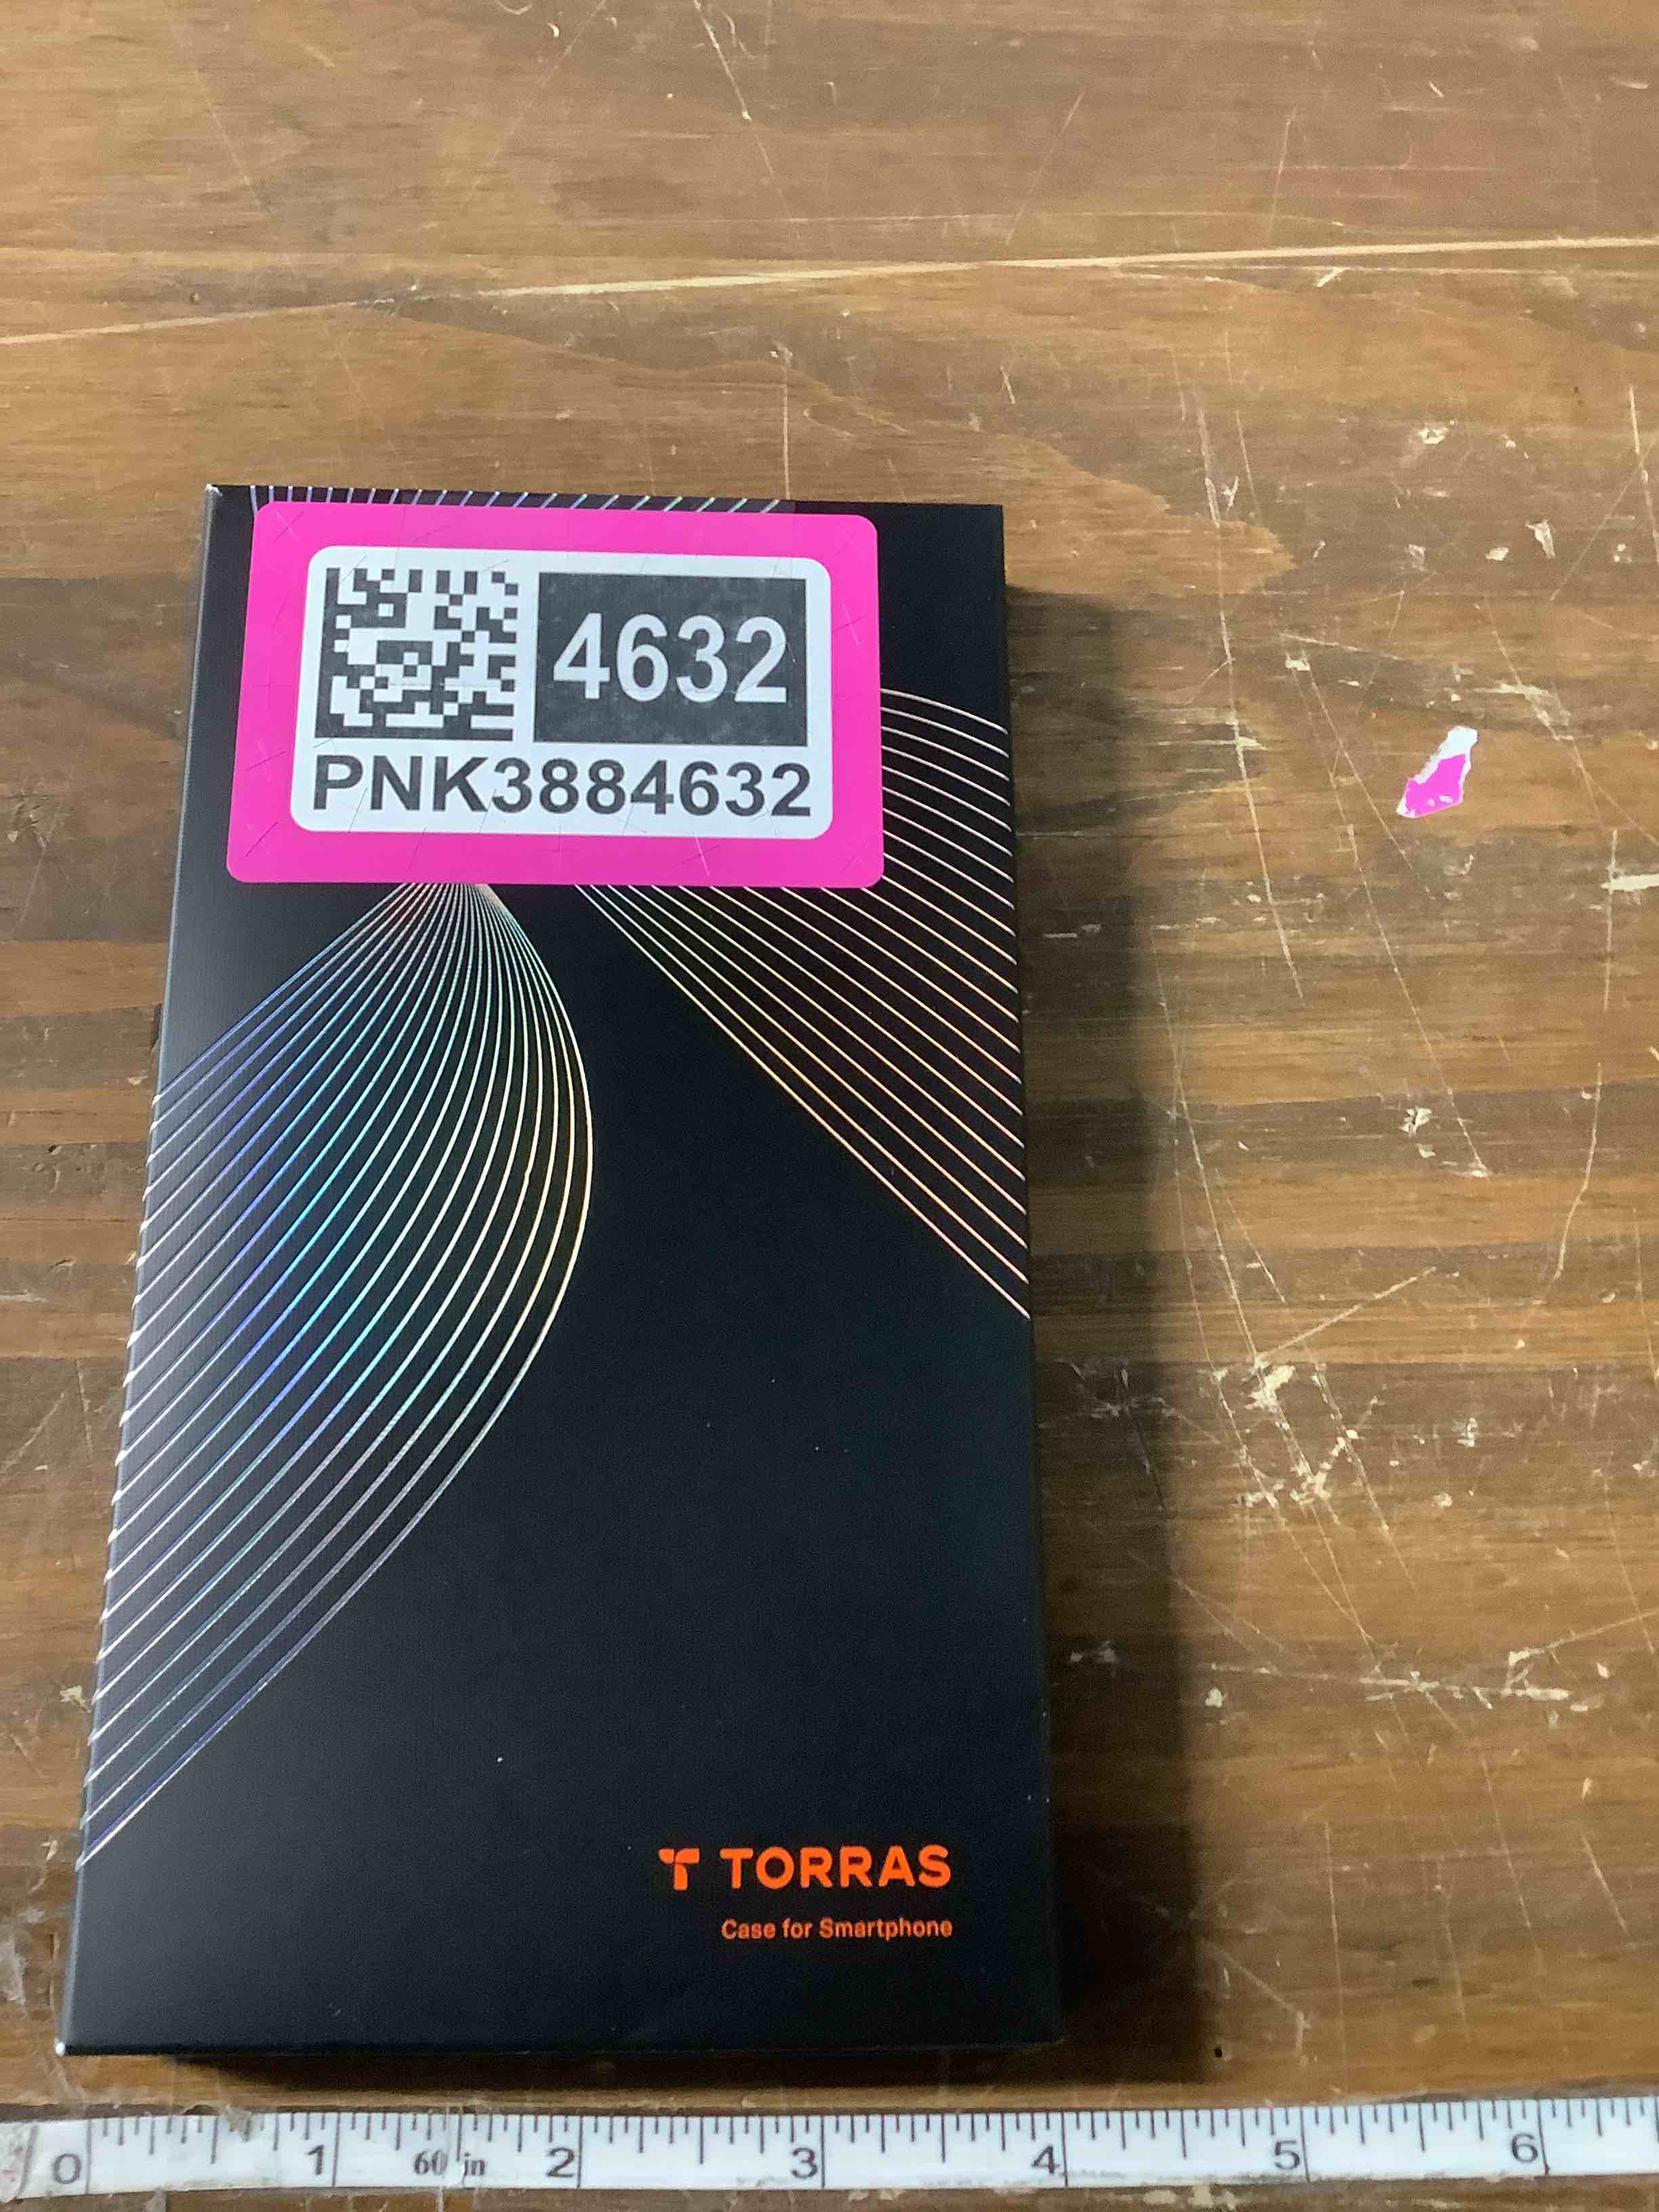 4632
PNK3884632
TORRAS
Case for Smartphone
0 1 60 in 2 3 4 5 6